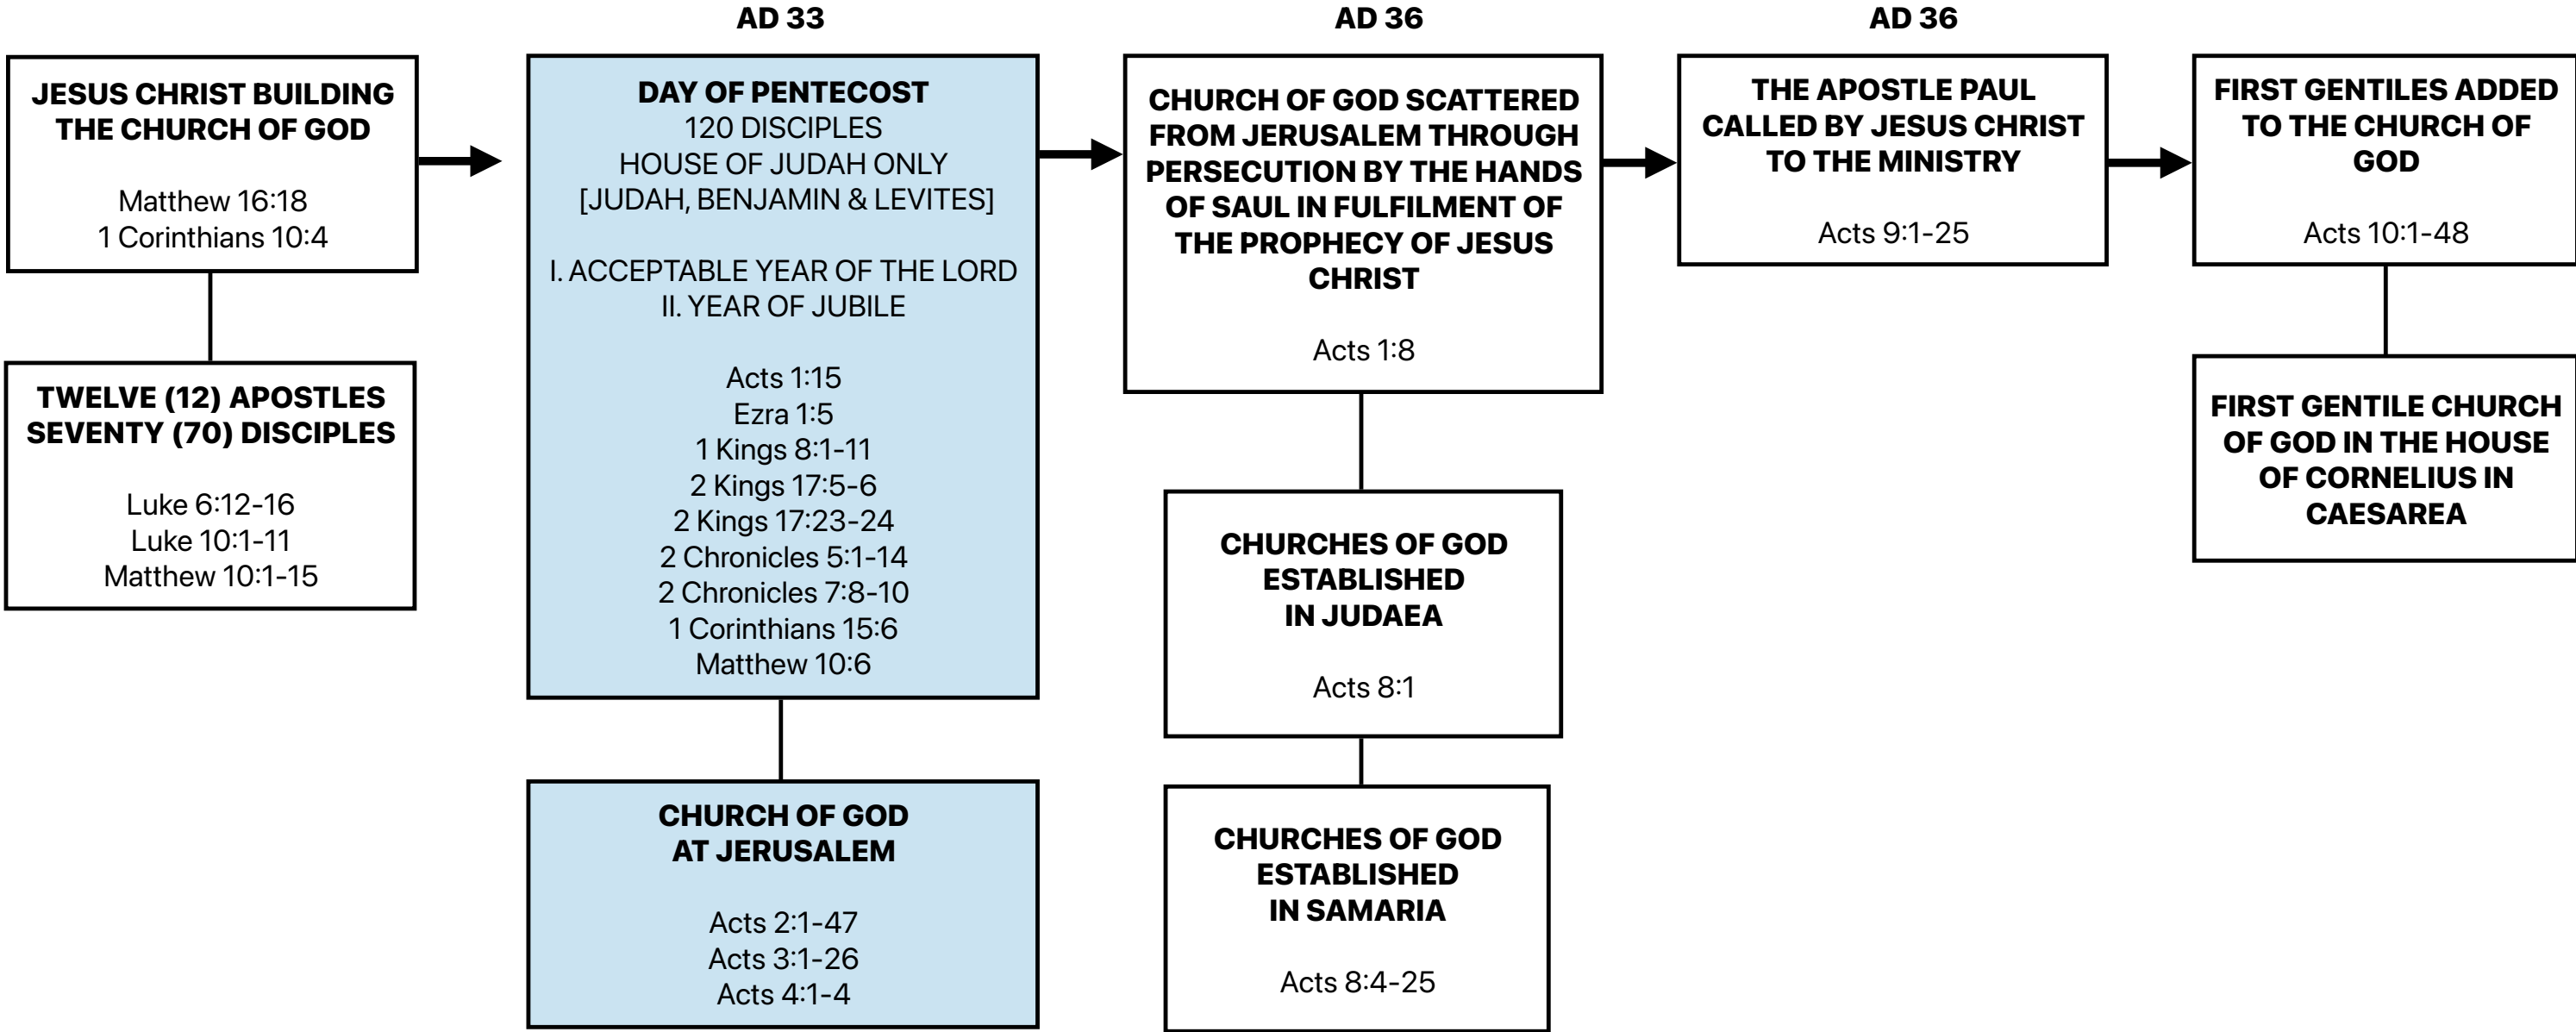 AD 33
AD 36
AD 36
JESUS CHRIST BUILDING
THE CHURCH OF GOD
Matthew 16:18
1 Corinthians 10:4
TWELVE (12) APOSTLES
SEVENTY (70) DISCIPLES
Luke 6:12-16
Luke 10:1-11
Matthew 10:1-15
DAY OF PENTECOST
120 DISCIPLES
HOUSE OF JUDAH ONLY
[JUDAH, BENJAMIN & LEVITES]
I. ACCEPTABLE YEAR OF THE LORD
II. YEAR OF JUBILE
Acts 1:15
Ezra 1:5
1 Kings 8:1-11
2 Kings 17:5-6
2 Kings 17:23-24
2 Chronicles 5:1-14
2 Chronicles 7:8-10
1 Corinthians 15:6
Matthew 10:6
CHURCH OF GOD
AT JERUSALEM
Acts 2:1-47
Acts 3:1-26
Acts 4:1-4
CHURCH OF GOD SCATTERED
FROM JERUSALEM THROUGH
PERSECUTION BY THE HANDS
OF SAUL IN FULFILMENT OF
THE PROPHECY OF JESUS
CHRIST
Acts 1:8
CHURCHES OF GOD
ESTABLISHED
IN JUDAEA
Acts 8:1
CHURCHES OF GOD
ESTABLISHED
IN SAMARIA
Acts 8:4-25
THE APOSTLE PAUL
CALLED BY JESUS CHRIST
TO THE MINISTRY
Acts 9:1-25
FIRST GENTILES ADDED
TO THE CHURCH OF
GOD
Acts 10:1-48
FIRST GENTILE CHURCH
OF GOD IN THE HOUSE
OF CORNELIUS IN
CAESAREA